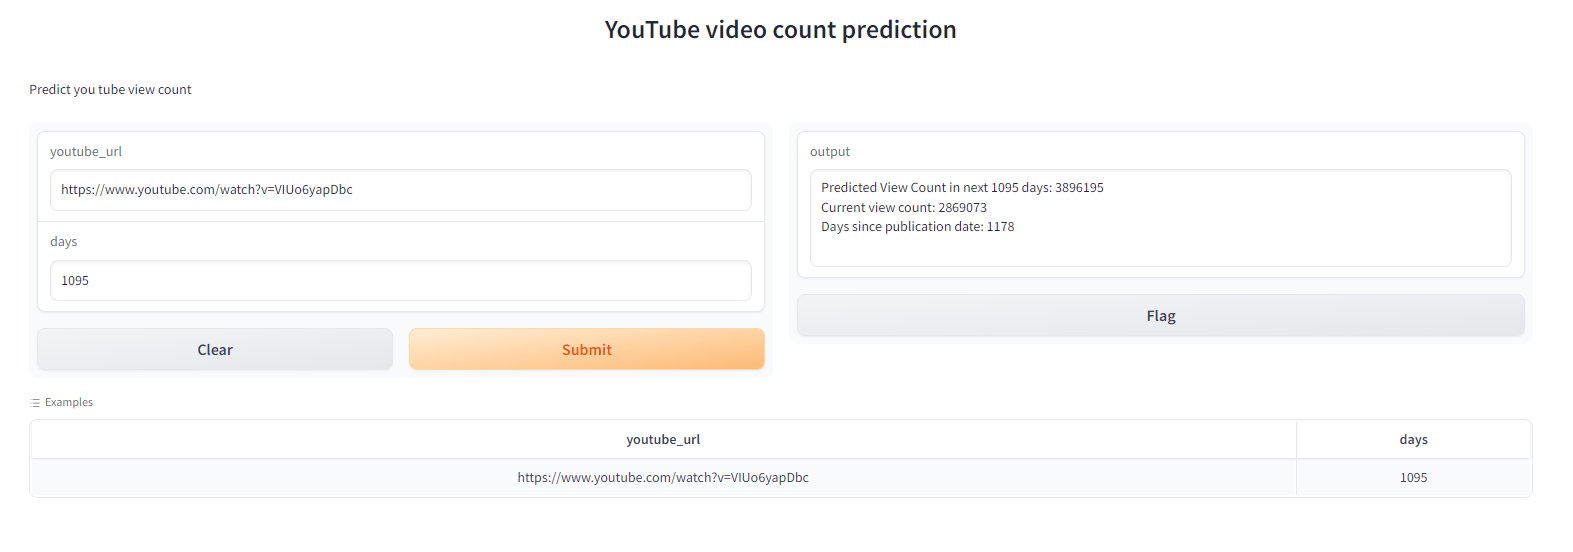 YouTube video count prediction
Predict you tube view count
youtube_url
https://www.youtube.com/watch?v=VIUo6yapDbc
days
1095
Clear
Submit
output
Predicted View Count in next 1095 days: 3896195
Current view count: 2869073
Days since publication date: 1178
Flag
Examples
youtube_url days
https://www.youtube.com/watch?v=VIUo6yapDbc 1095